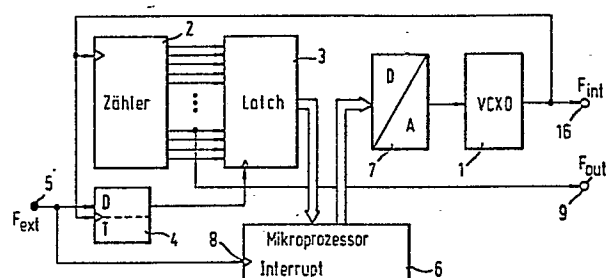 2
3
Zähler
Latch
D
A
7
VCXO
1
F_int
16
F_out
9
5
F_ext
D
T
4
8
Mikroprozessor
Interrupt
6